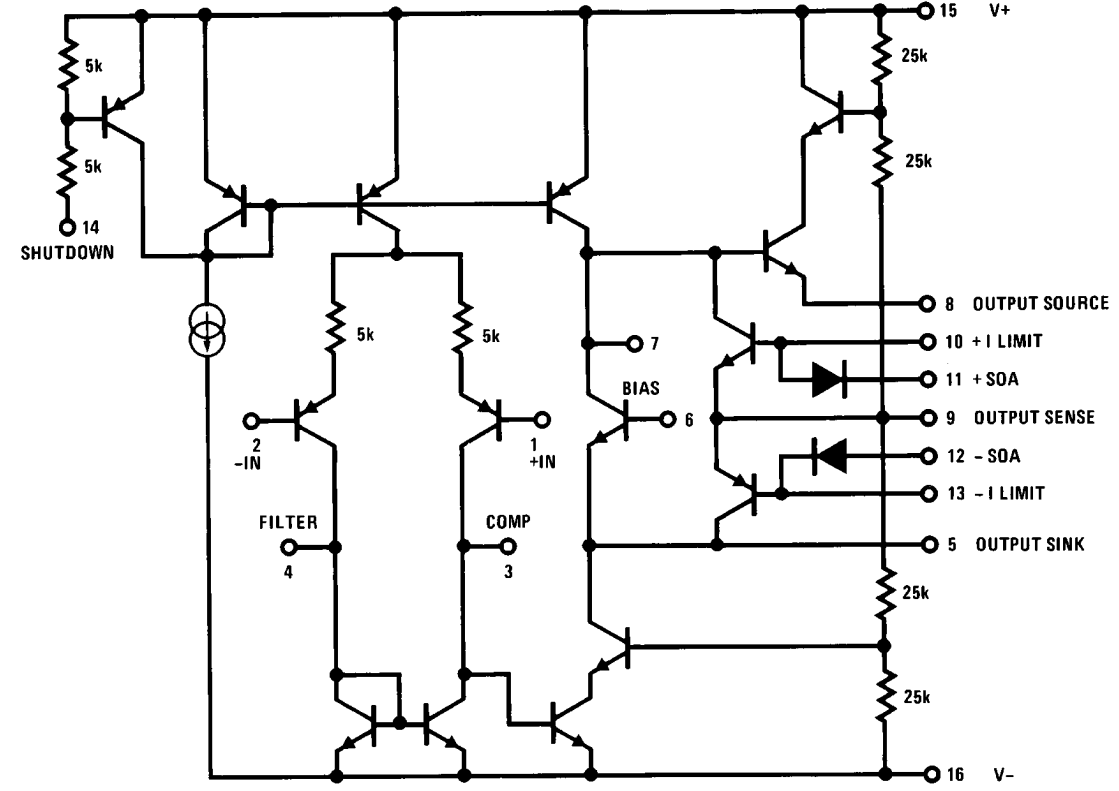 15 V+
5k
25k
5k
25k
14
SHUTDOWN
8 OUTPUT SOURCE
5k
5k
10 + I LIMIT
7
11 + SOA
BIAS
6
9 OUTPUT SENSE
2
-IN
1
+IN
12 - SOA
13 - I LIMIT
FILTER
COMP
4
3
5 OUTPUT SINK
25k
25k
16 V-